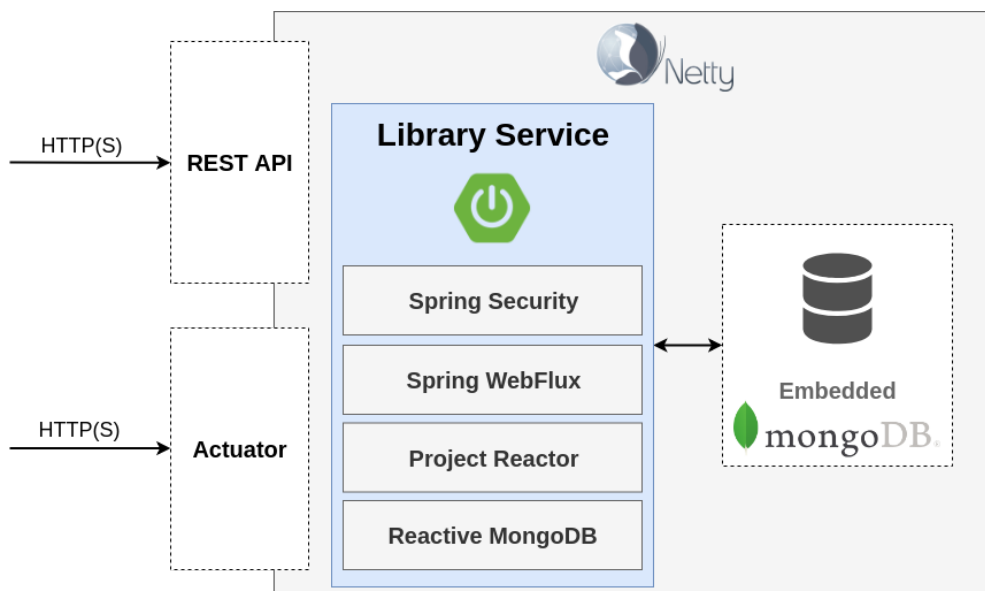 Netty
HTTP(S)
REST API
Library Service
Spring Security
Spring WebFlux
Project Reactor
Reactive MongoDB
Embedded
mongoDB®
HTTP(S)
Actuator